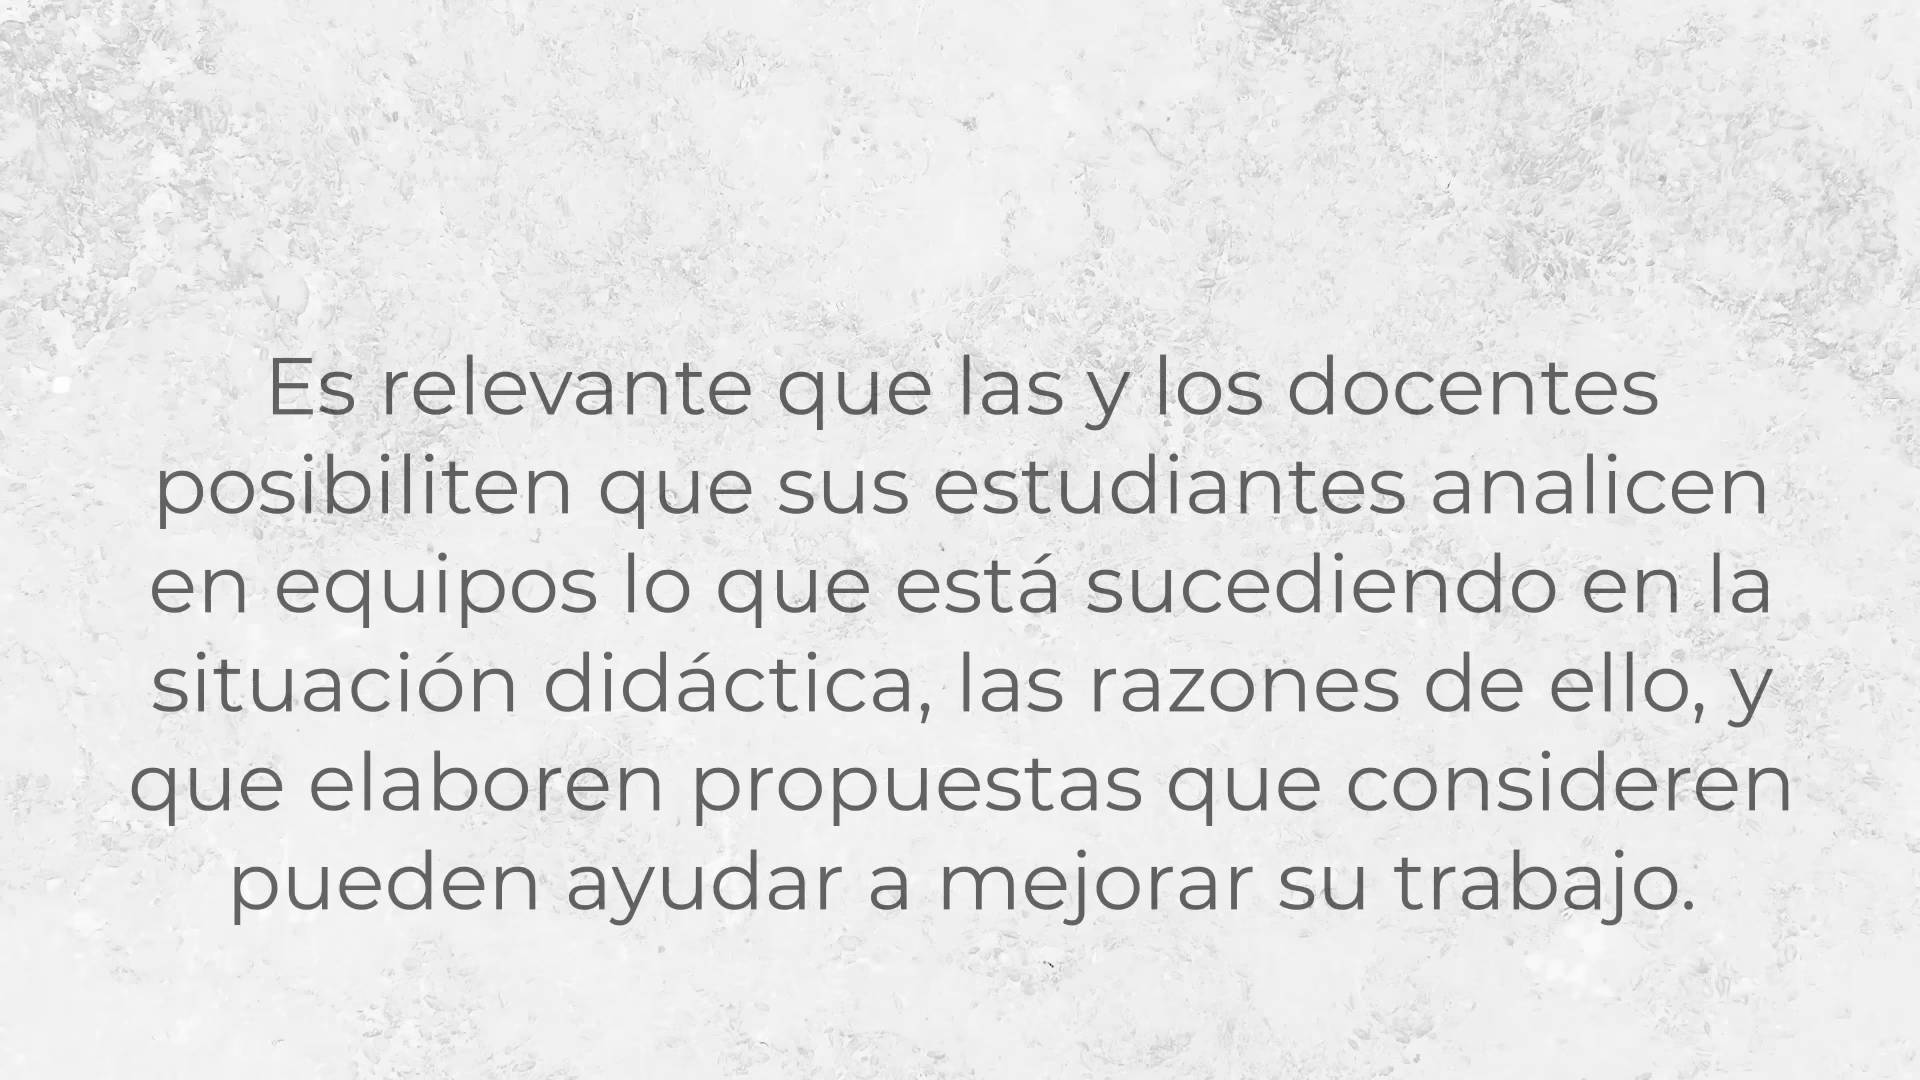 Es relevante que las y los docentes
posibiliten que sus estudiantes analicen
en equipos lo que está sucediendo en la
situación didáctica, las razones de ello, y
que elaboren propuestas que consideren
pueden ayudar a mejorar su trabajo.